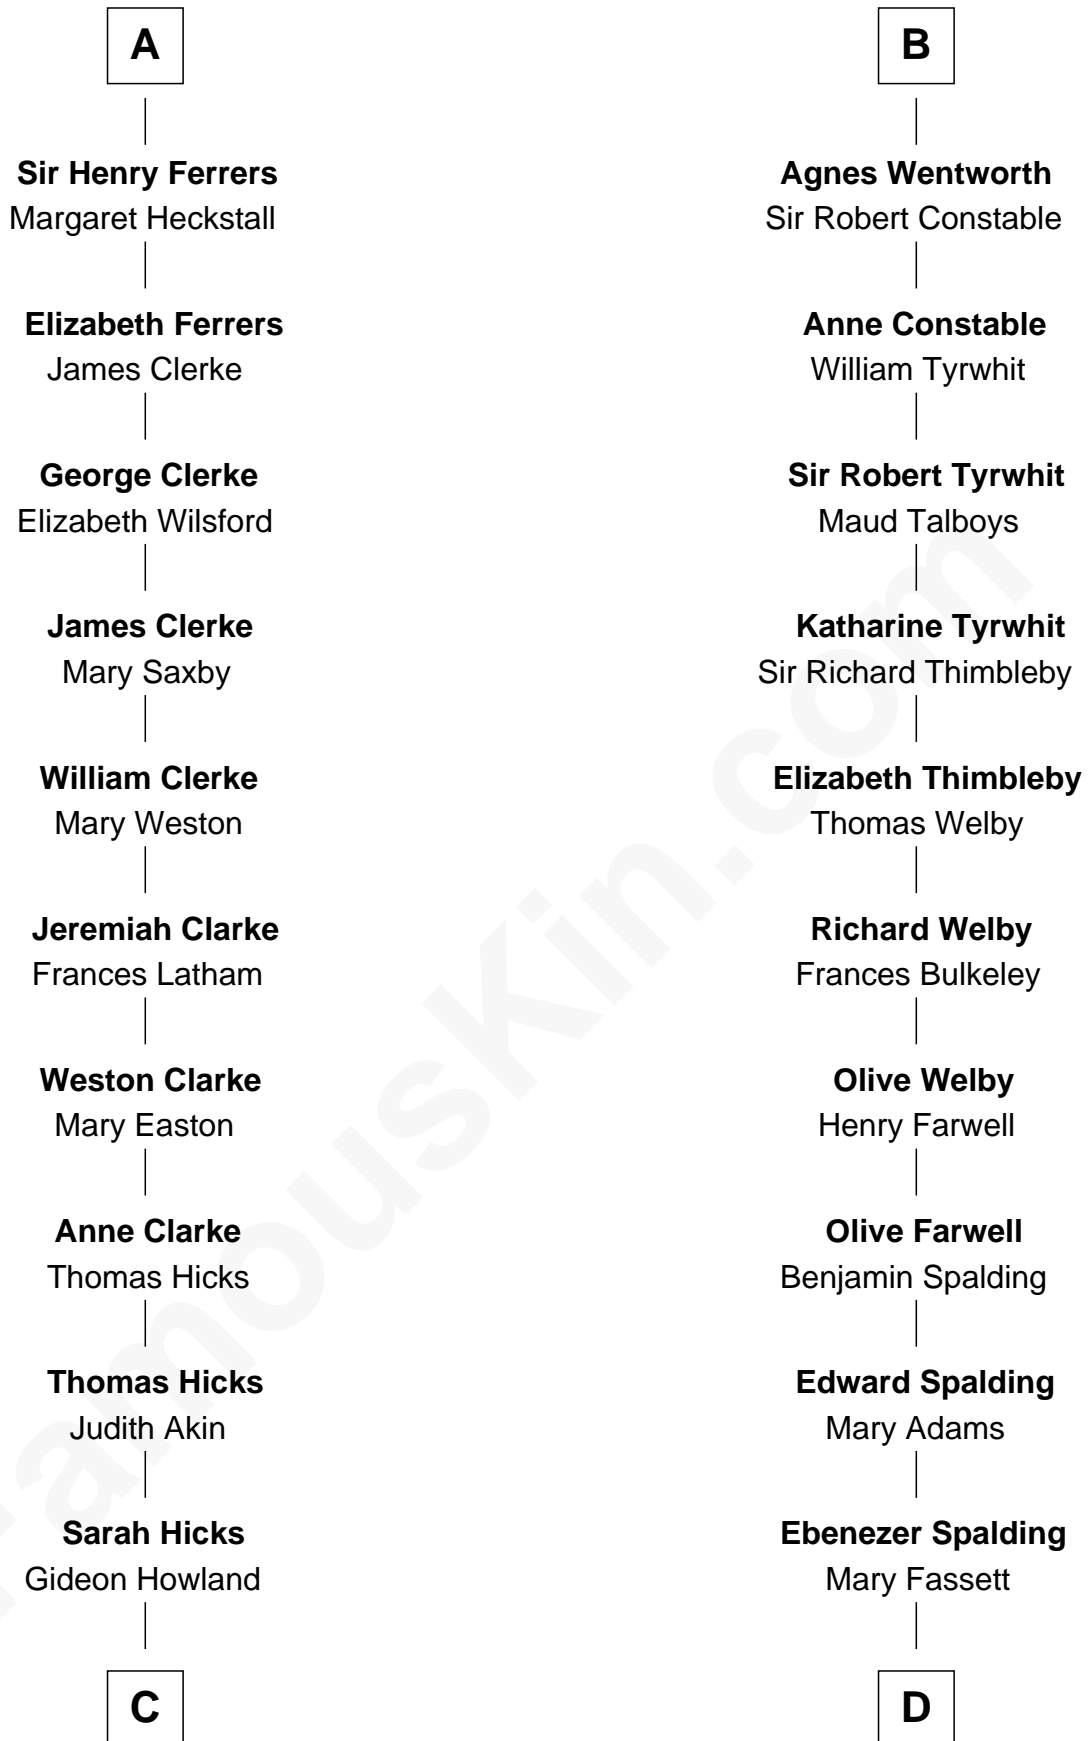 A
Sir Henry Ferrers
Margaret Heckstall
Elizabeth Ferrers
James Clerke
George Clerke
Elizabeth Wilsford
James Clerke
Mary Saxby
William Clerke
Mary Weston
Jeremiah Clarke
Frances Latham
Weston Clarke
Mary Easton
Anne Clarke
Thomas Hicks
Thomas Hicks
Judith Akin
Sarah Hicks
Gideon Howland
C
B
Agnes Wentworth
Sir Robert Constable
Anne Constable
William Tyrwhit
Sir Robert Tyrwhit
Maud Talboys
Katharine Tyrwhit
Sir Richard Thimbleby
Elizabeth Thimbleby
Thomas Welby
Richard Welby
Frances Bulkeley
Olive Welby
Henry Farwell
Olive Farwell
Benjamin Spalding
Edward Spalding
Mary Adams
Ebenezer Spalding
Mary Fassett
D
FamousKin.com